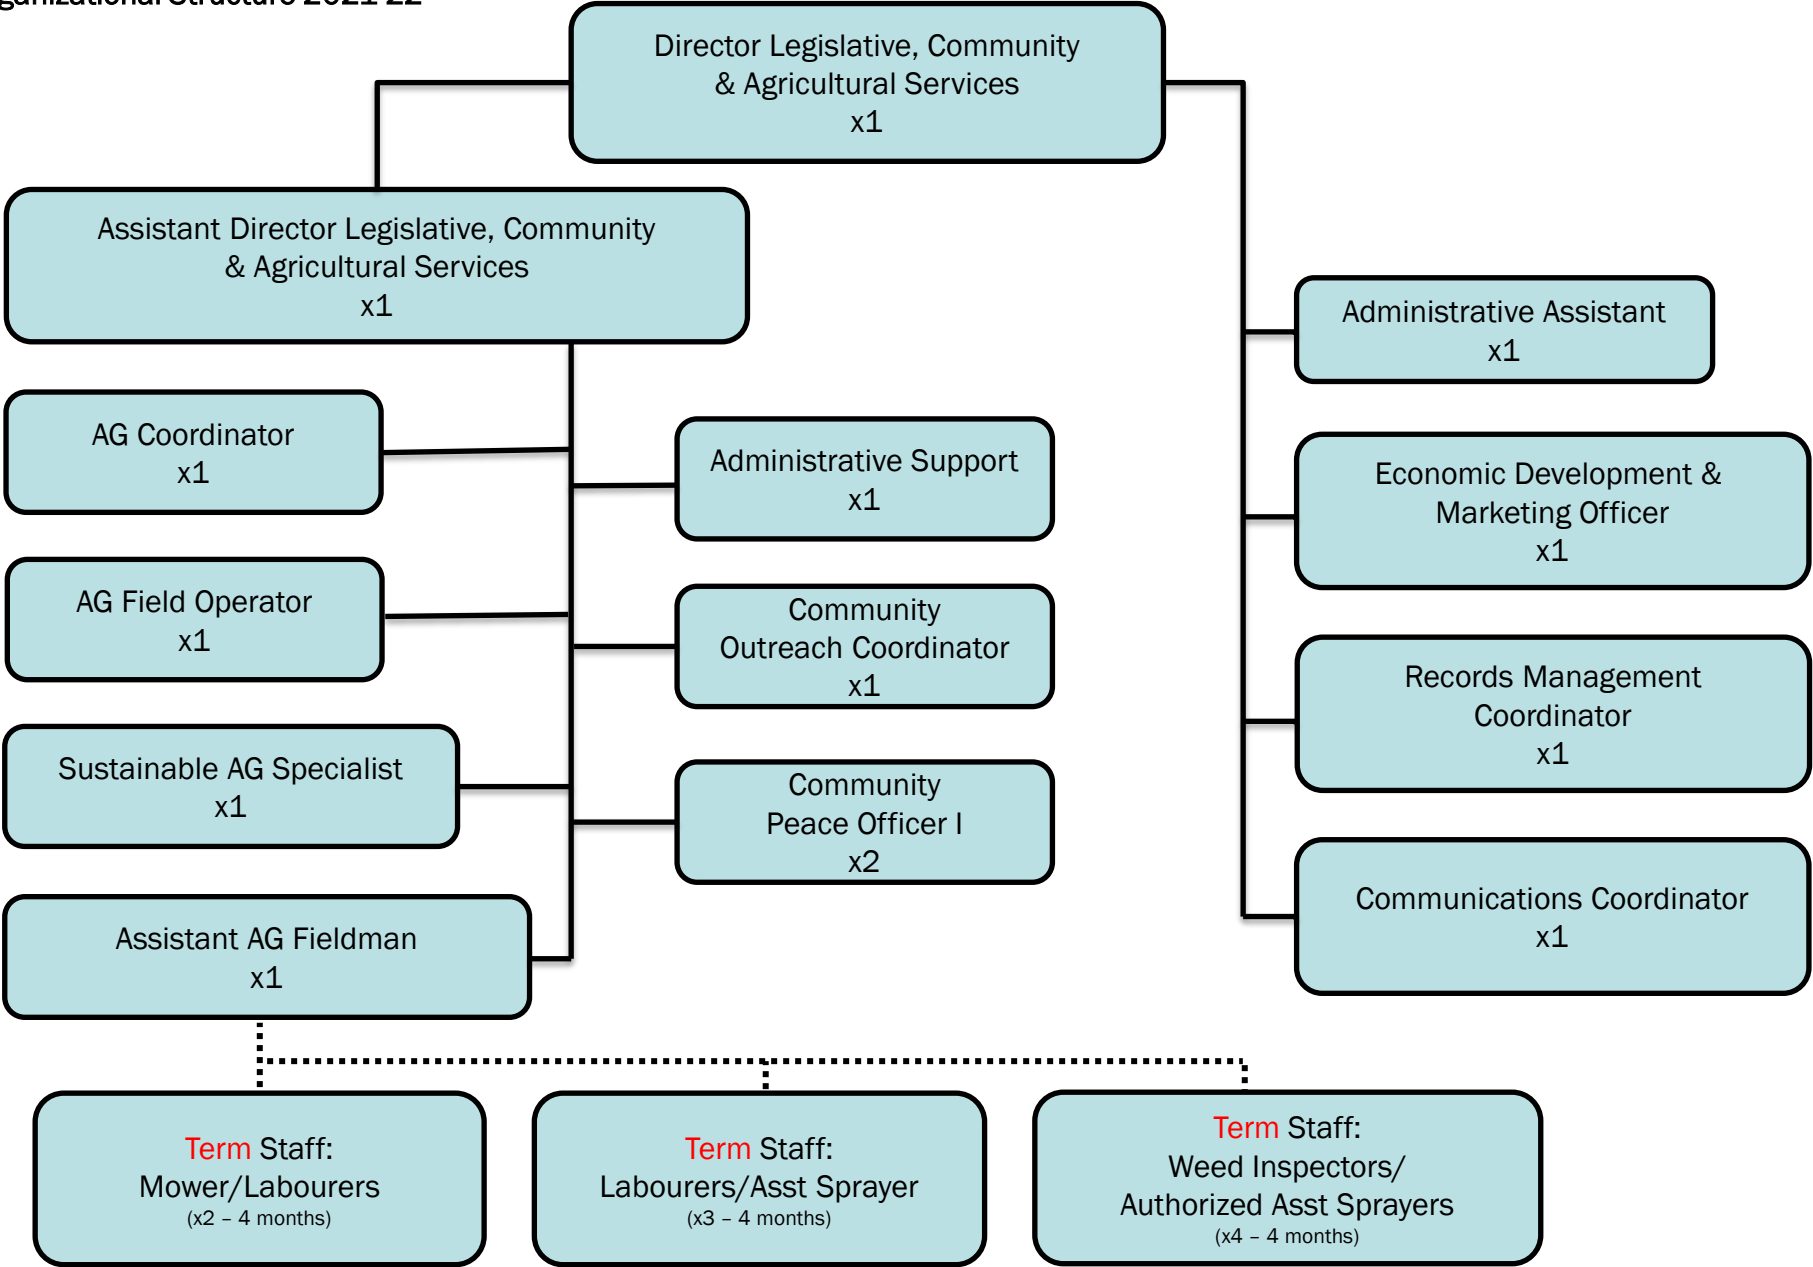 Structure 2021-22
Director Legislative, Community
& Agricultural Services
x1
Assistant Director Legislative, Community
& Agricultural Services
x1
AG Coordinator
x1
AG Field Operator
x1
Sustainable AG Specialist
x1
Assistant AG Fieldman
x1
Administrative Support
x1
Community
Outreach Coordinator
x1
Community
Peace Officer I
x2
Administrative Assistant
x1
Economic Development &
Marketing Officer
x1
Records Management
Coordinator
x1
Communications Coordinator
x1
Term Staff:
Mower/Labourers
(x2 – 4 months)
Term Staff:
Labourers/Asst Sprayer
(x3 – 4 months)
Term Staff:
Weed Inspectors/
Authorized Asst Sprayers
(x4 – 4 months)